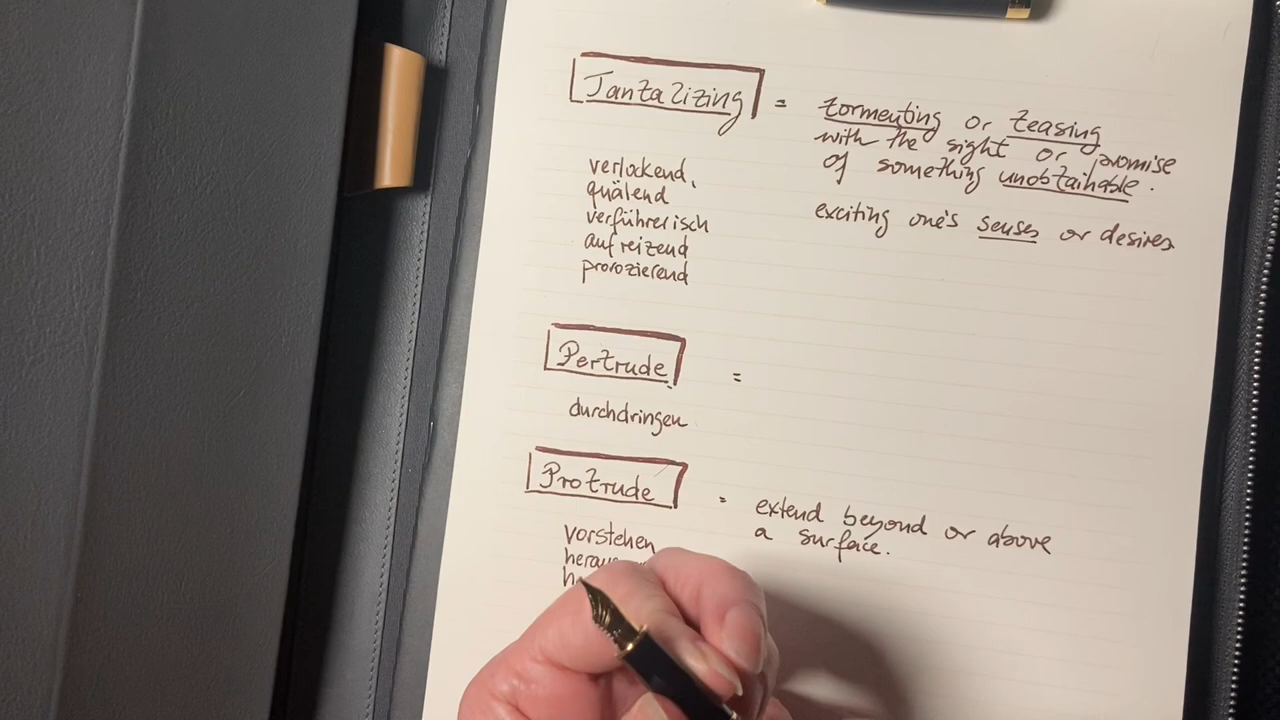 Tantalizing = tormenting or teasing
with the sight or promise
of something unobtainable.
exciting one's senses or desires
verlockend,
quälend
verführerisch
aufreizend
provozierend
Pertrude =
durchdringen
Protrude = extend beyond or above
a surface.
vorstehen